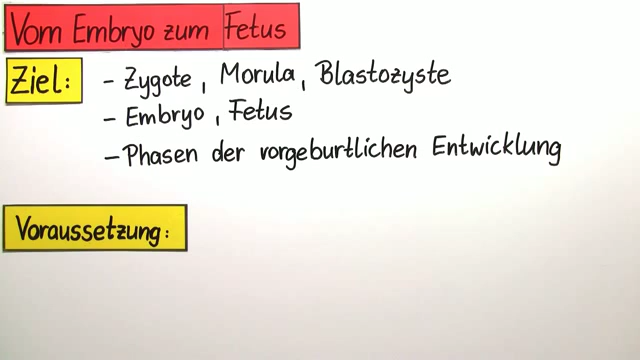 Vom Embryo zum Fetus
Ziel: - Zygote, Morula, Blastozyste
- Embryo, Fetus
- Phasen der vorgeburtlichen Entwicklung
Voraussetzung: